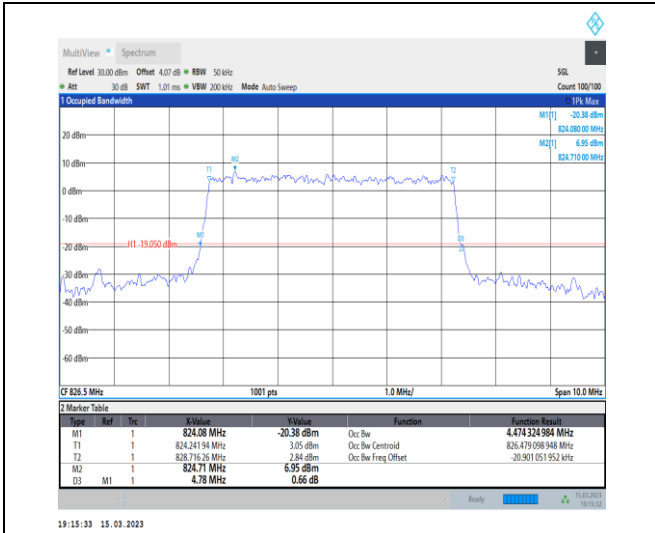 MultiView Spectrum
Ref Level 30.00 dBm Offset 4.07 dB RBW 50 kHz SGL
Att 30 dB SWT 1.01 ms VBW 200 kHz Mode Auto Sweep Count 100/100
1 Occupied Bandwidth 1Pk Max
M1[1] -20.38 dBm
824.080 00 MHz
20 dBm
M2[1] 6.95 dBm
824.710 00 MHz
10 dBm
M2
T1 T2
0 dBm
-10 dBm
M1
H1 -19.050 dBm
-20 dBm
-30 dBm
-40 dBm
-50 dBm
-60 dBm
CF 826.5 MHz 1001 pts 1.0 MHz/ Span 10.0 MHz
2 Marker Table
Type Ref Trc X-Value Y-Value Function Function Result
M1 1 824.08 MHz -20.38 dBm Occ Bw 4.474 324 984 MHz
T1 1 824.241 94 MHz 3.05 dBm Occ Bw Centroid 826.479 098 948 MHz
T2 1 828.716 26 MHz 2.84 dBm Occ Bw Freq Offset -20.901 051 952 kHz
M2 1 824.71 MHz 6.95 dBm
D3 M1 1 4.78 MHz 0.66 dB
Ready 15.03.2023
19:15:32
19:15:33 15.03.2023